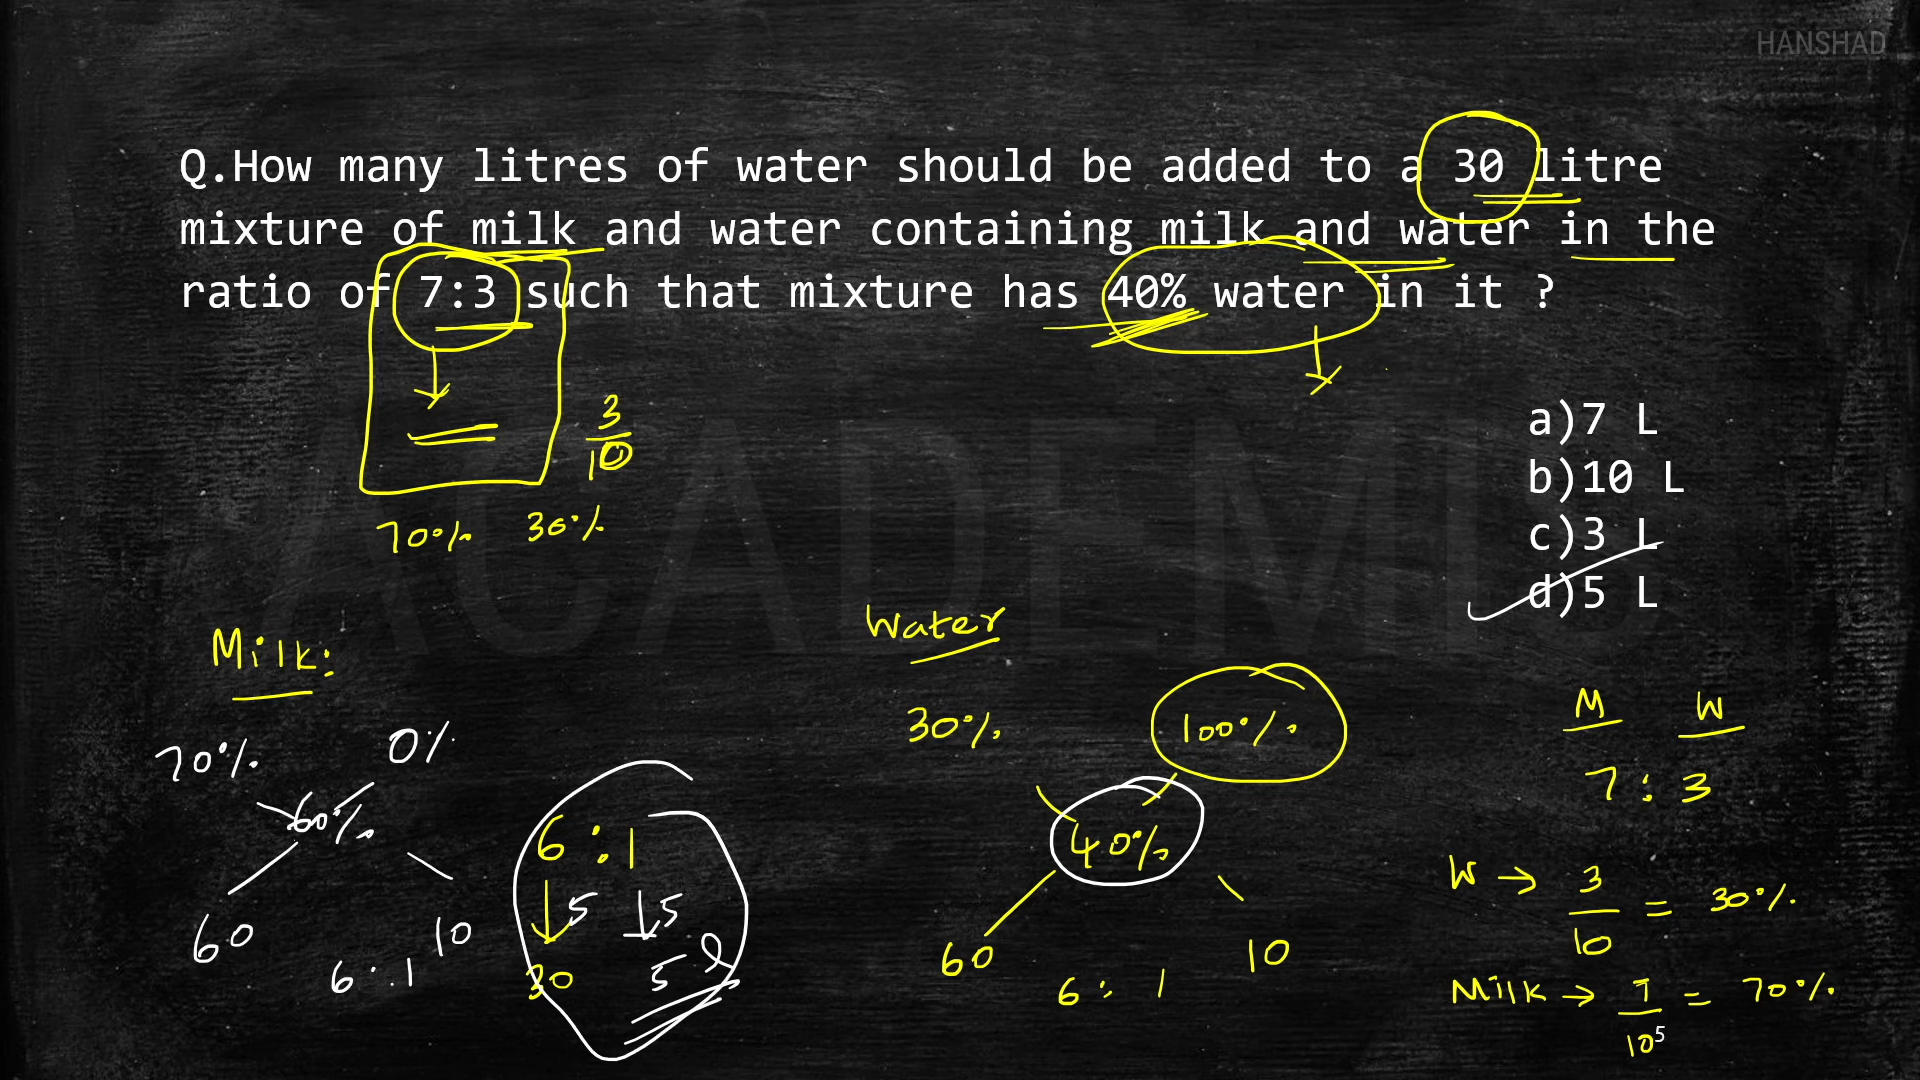 HANSHAD
Q.How many litres of water should be added to a 30 litre
mixture of milk and water containing milk and water in the
ratio of 7:3 such that mixture has 40% water in it ?
3
10
70% 30%
a)7 L
b)10 L
c)3 L
d)5 L
ACADEMI
Milk:
70% 0%
60%
60 10
6:1
6:1
5 5
30 5 l
Water
30% 100%
40%
60 10
6:1
M W
7:3
W → 3/10 = 30%
Milk → 7/10 = 70%
5